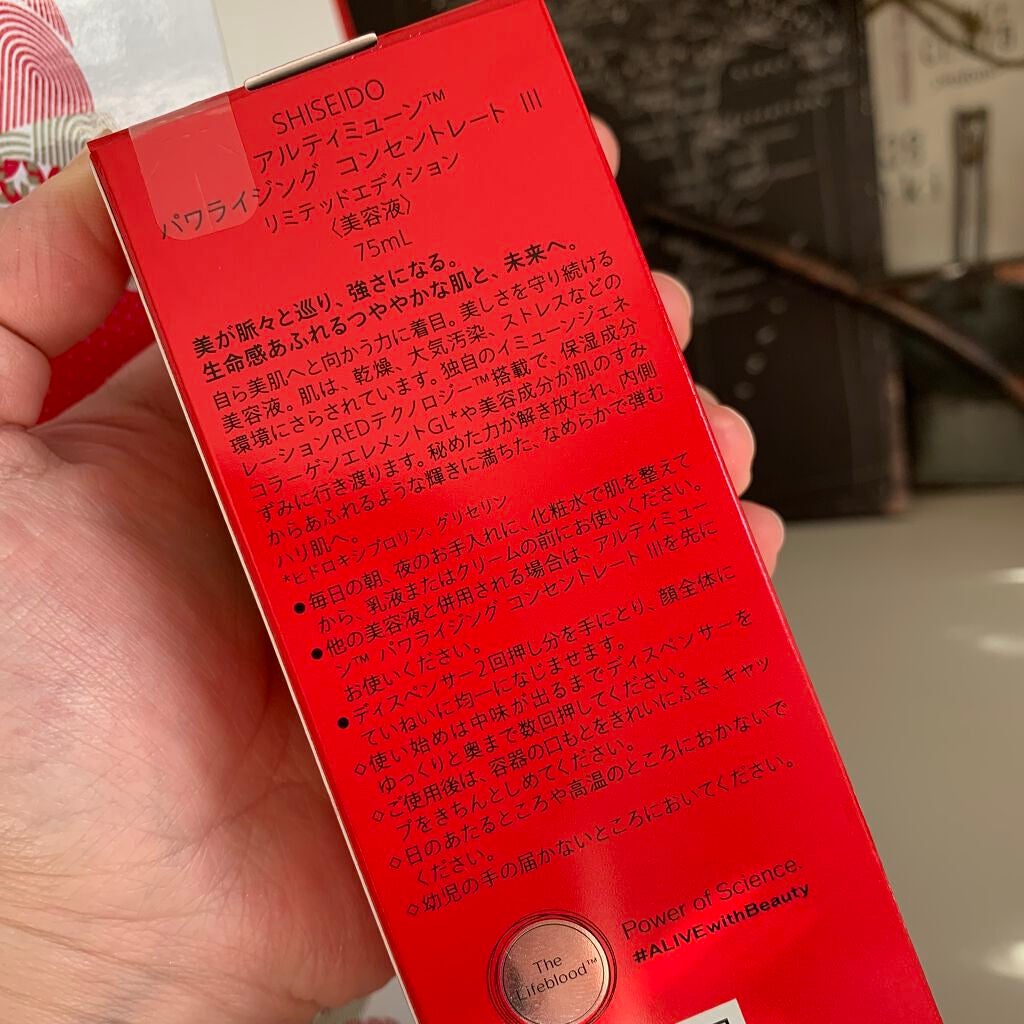 SHISEIDO
アルティミューン™
パワライジング コンセントレート III
リミテッドエディション
〈美容液〉
75mL
美が脈々と巡り、強さになる。
生命感あふれるつややかな肌と、未来へ。
自ら美肌へと向かう力に着目。美しさを守り続ける
美容液。肌は、乾燥、大気汚染、ストレスなどの
環境にさらされています。独自のイミューンジェネ
レーションREDテクノロジー™搭載で、保湿成分
コラーゲンエレメントGL*や美容成分が肌のすみ
ずみに行き渡ります。秘めた力が解き放たれ、内側
からあふれるような輝きに満ちた、なめらかで弾む
ハリ肌へ。
*ヒドロキシプロリン、グリセリン
●毎日の朝、夜のお手入れに、化粧水で肌を整えて
から、乳液またはクリームの前にお使いください。
●他の美容液と併用される場合は、アルティミュー
ン™ パワライジング コンセントレート IIIを先に
お使いください。
●ディスペンサー2回押し分を手にとり、顔全体に
ていねいに均一になじませます。
◇使い始めは中味が出るまでディスペンサーを
ゆっくりと奥まで数回押してください。
◇ご使用後は、容器の口もとをきれいにふき、キャッ
プをきちんとしめてください。
◇日のあたるところや高温のところにおかないで
ください。
◇幼児の手の届かないところにおいてください。
Power of Science.
#ALIVEwithBeauty
The
Lifeblood™